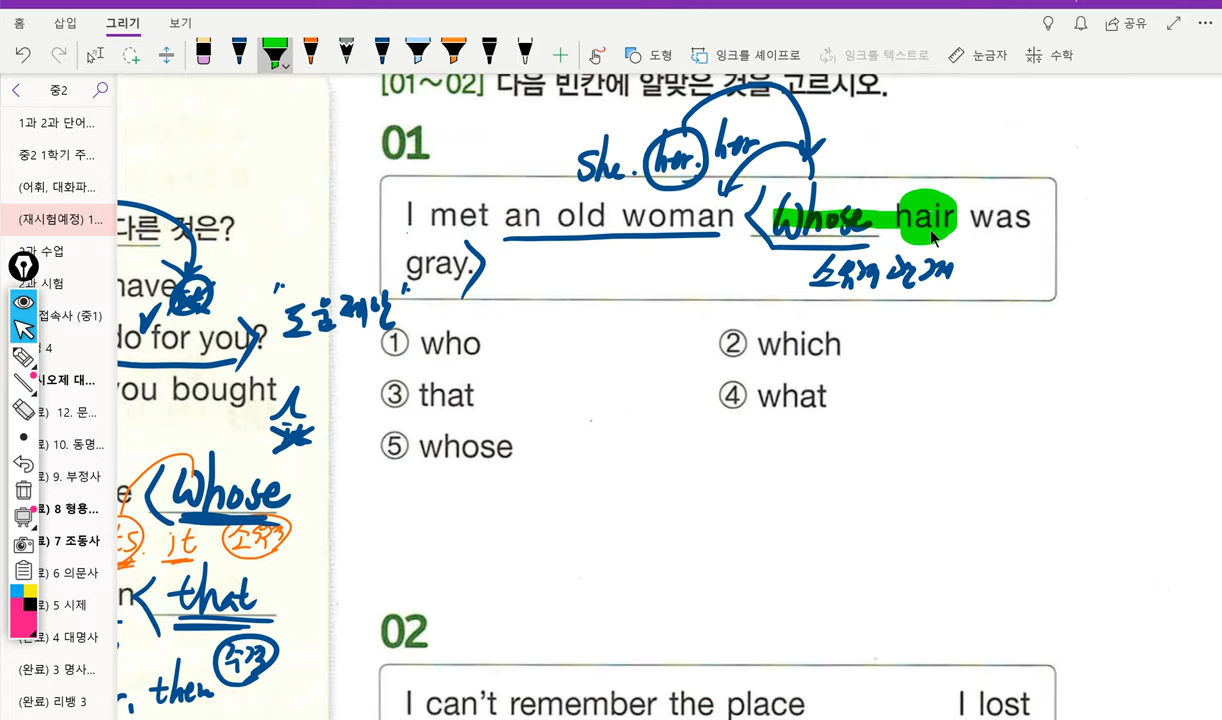 홈 삽입 그리기 보기
공유
잉크를 셰이프로 잉크를 텍스트로
도형 눈금자 수학
중2
1과 2과 단어...
중2 1학기 주...
(어휘, 대화파...
(재시험예정) 1...
2과 수업
2과 시험
접속사 (중1)
4
시오제 대...
료) 12. 문...
료) 10. 동명...
료) 9. 부정사
료) 8 형용...
료) 7 조동사
료) 6 의문사
료) 5 시제
(완료) 4 대명사
(완료) 3 명사...
(완료) 리뱅 3
다른 것은?
have
do for you?
"도움 제안"
you bought
e <Whose
ts. it 소유격
n< that
주격
them
[01~02] 다음 빈칸에 알맞은 것을 고르시오.
01
she. her. her
I met an old woman <Whose hair was
gray.>
소유격 관계
① who ② which
③ that ④ what
⑤ whose
02
I can't remember the place I lost